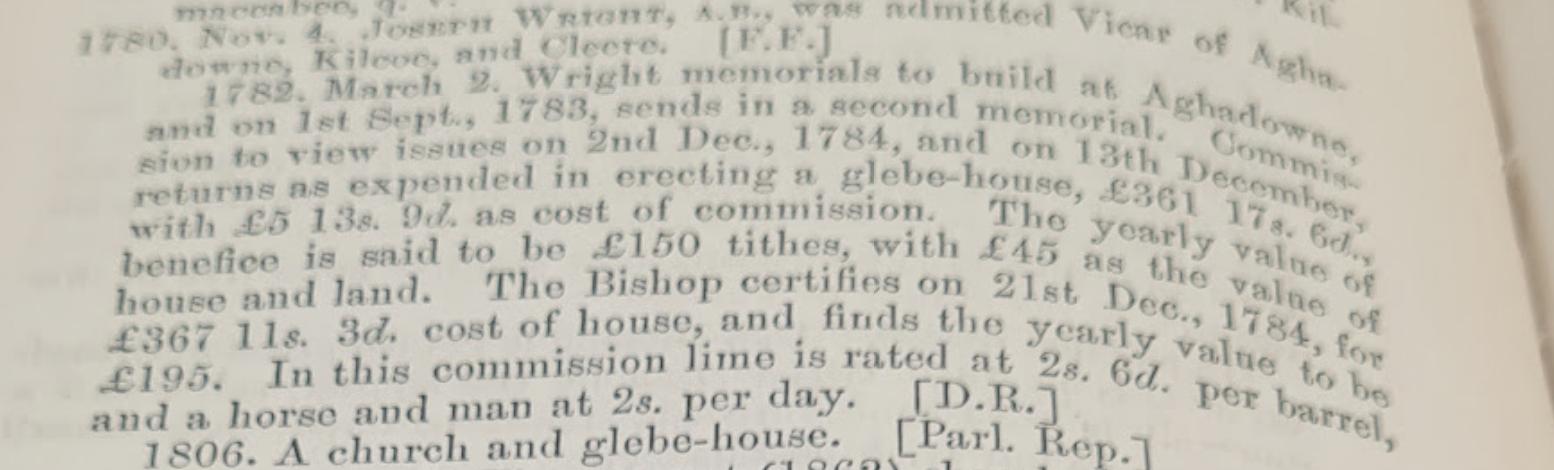 maccabee, q. v.
1780. Nov. 4. Joseph Wright, A.B., was admitted Vicar of Agha-
downe, Kilcoe, and Cleere. [F.F.]
1782. March 2. Wright memorials to build at Aghadowne,
and on 1st Sept., 1783, sends in a second memorial. Commis-
sion to view issues on 2nd Dec., 1784, and on 13th December,
returns as expended in erecting a glebe-house, £361 17s. 6d.,
with £5 13s. 9d. as cost of commission. The yearly value of
benefice is said to be £150 tithes, with £45 as the value of
house and land. The Bishop certifies on 21st Dec., 1784, for
£367 11s. 3d. cost of house, and finds the yearly value to be
£195. In this commission lime is rated at 2s. 6d. per barrel,
and a horse and man at 2s. per day. [D.R.]
1806. A church and glebe-house. [Parl. Rep.]